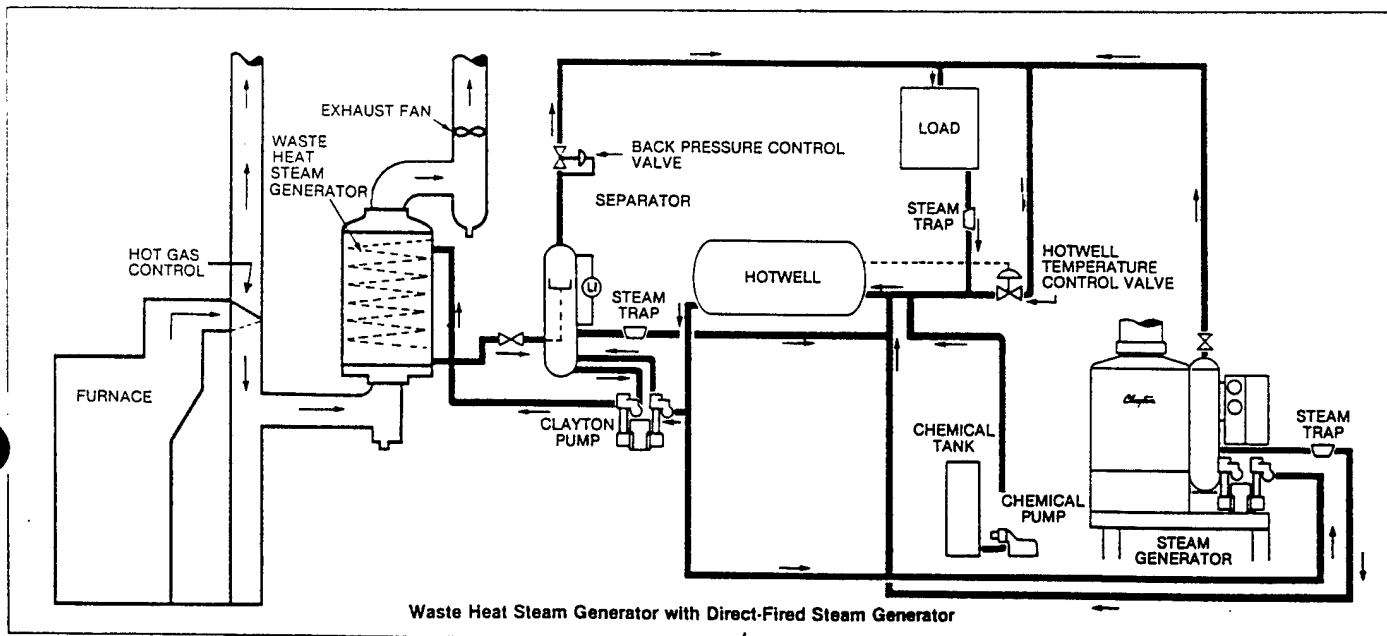 EXHAUST FAN
WASTE
HEAT
STEAM
GENERATOR
HOT GAS
CONTROL
FURNACE
BACK PRESSURE CONTROL
VALVE
SEPARATOR
LI
STEAM
TRAP
CLAYTON
PUMP
HOTWELL
LOAD
STEAM
TRAP
HOTWELL
TEMPERATURE
CONTROL VALVE
CHEMICAL
TANK
CHEMICAL
PUMP
Clayton
STEAM
TRAP
STEAM
GENERATOR
Waste Heat Steam Generator with Direct-Fired Steam Generator